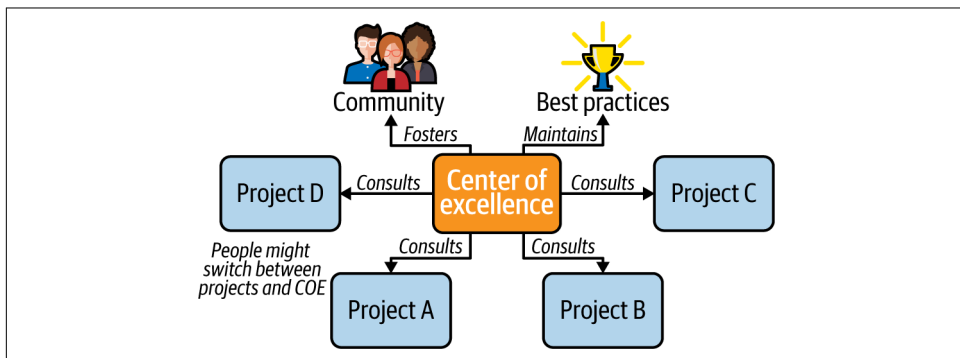 Community
Best practices
Fosters
Maintains
Project D
Consults
Center of
excellence
Consults
Project C
People might
switch between
projects and COE
Consults
Consults
Project A
Project B